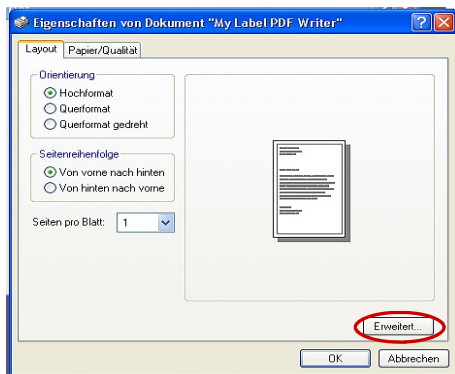 Eigenschaften von Dokument "My Label PDF Writer"
Layout Papier/Qualität
Orientierung
Hochformat
Querformat
Querformat gedreht
Seitenreihenfolge
Von vorne nach hinten
Von hinten nach vorne
Seiten pro Blatt: 1
Erweitert...
OK Abbrechen